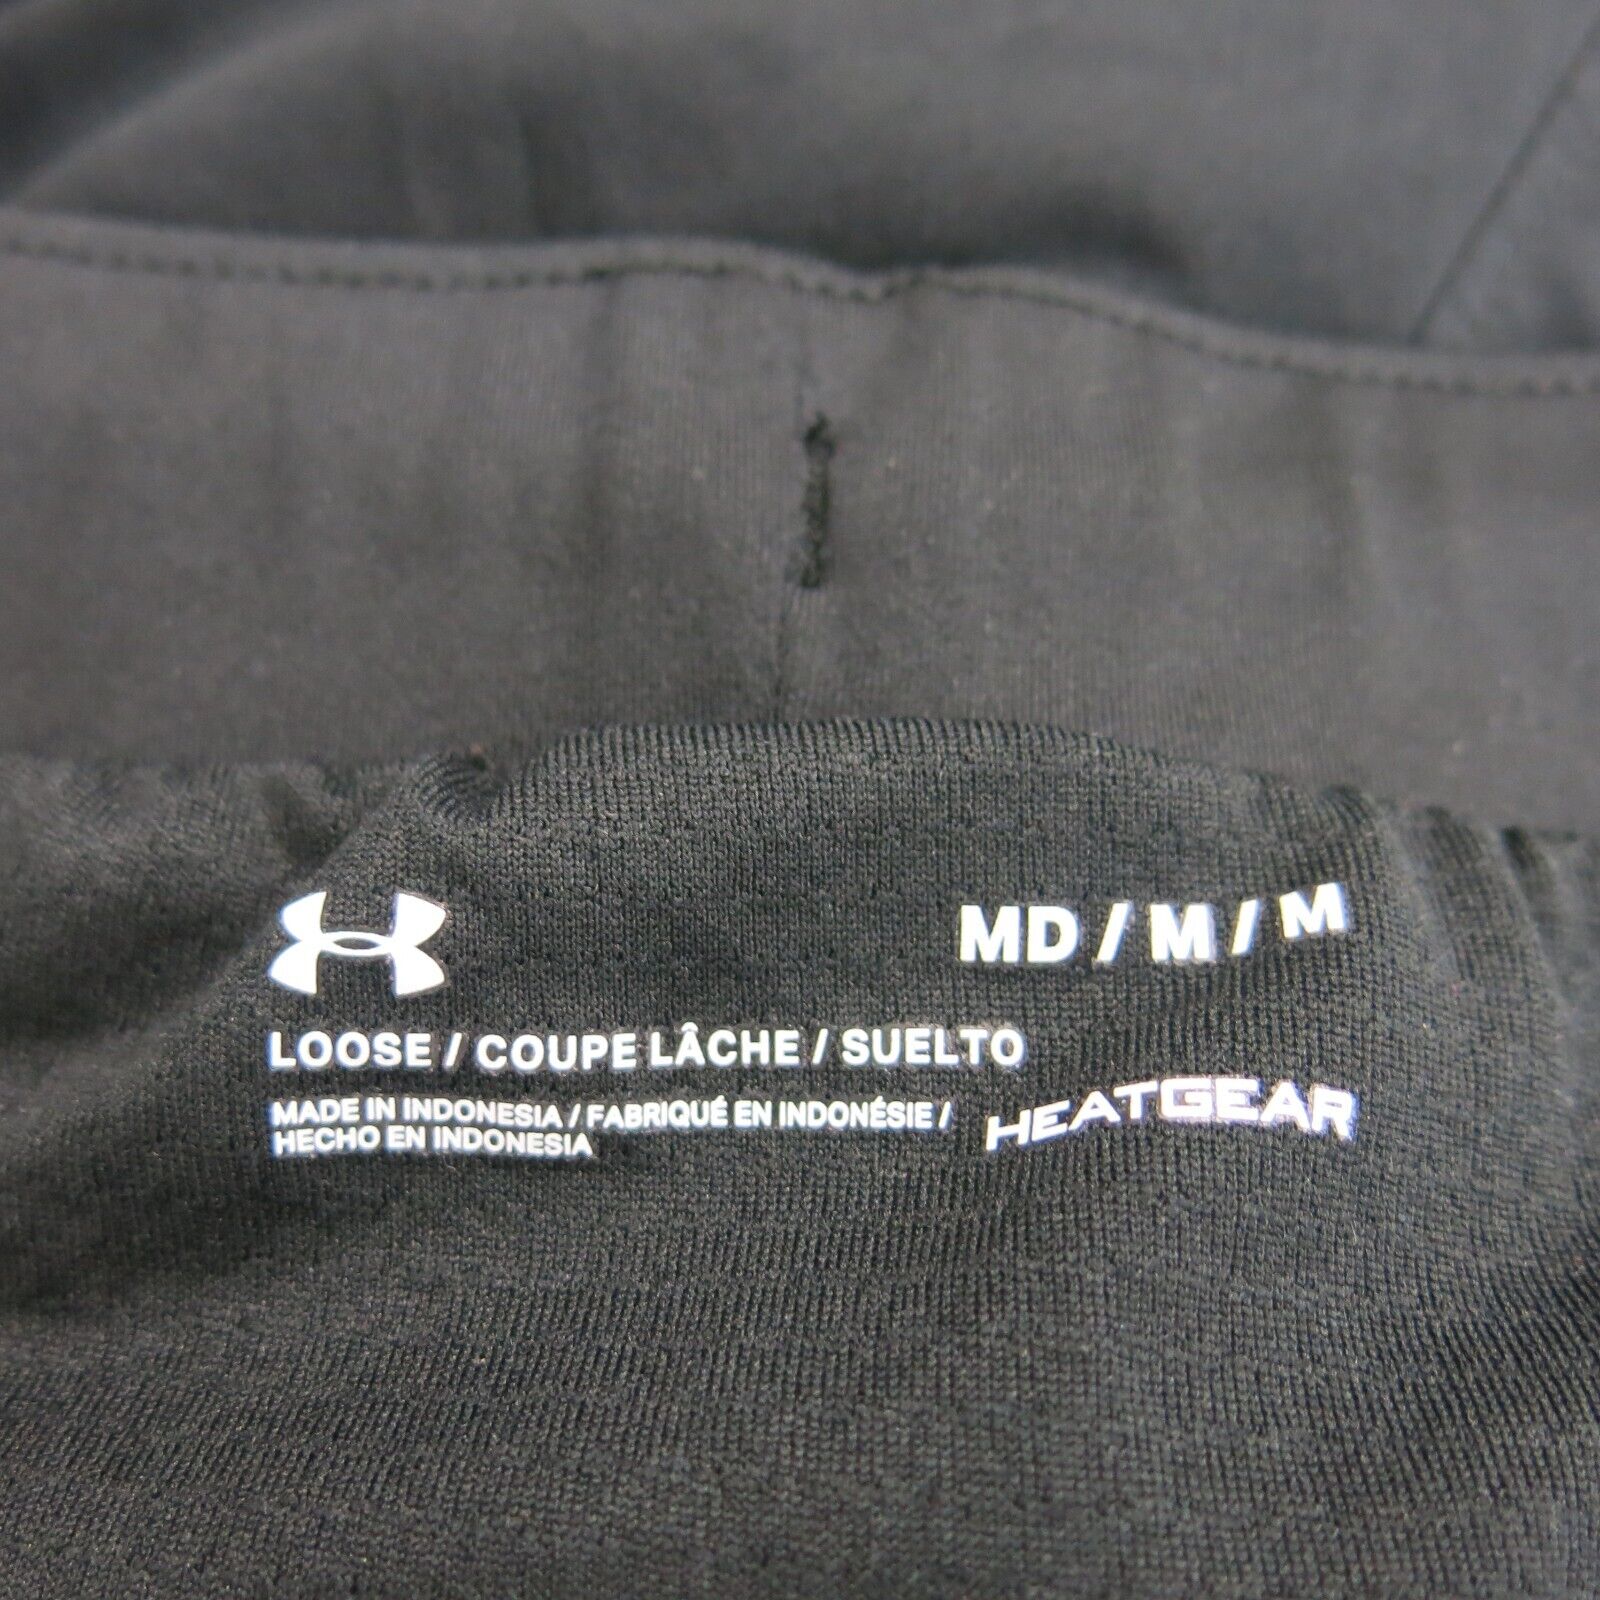 MD / M / M
LOOSE / COUPE LÂCHE / SUELTO
MADE IN INDONESIA / FABRIQUÉ EN INDONÉSIE /
HECHO EN INDONESIA
HEATGEAR